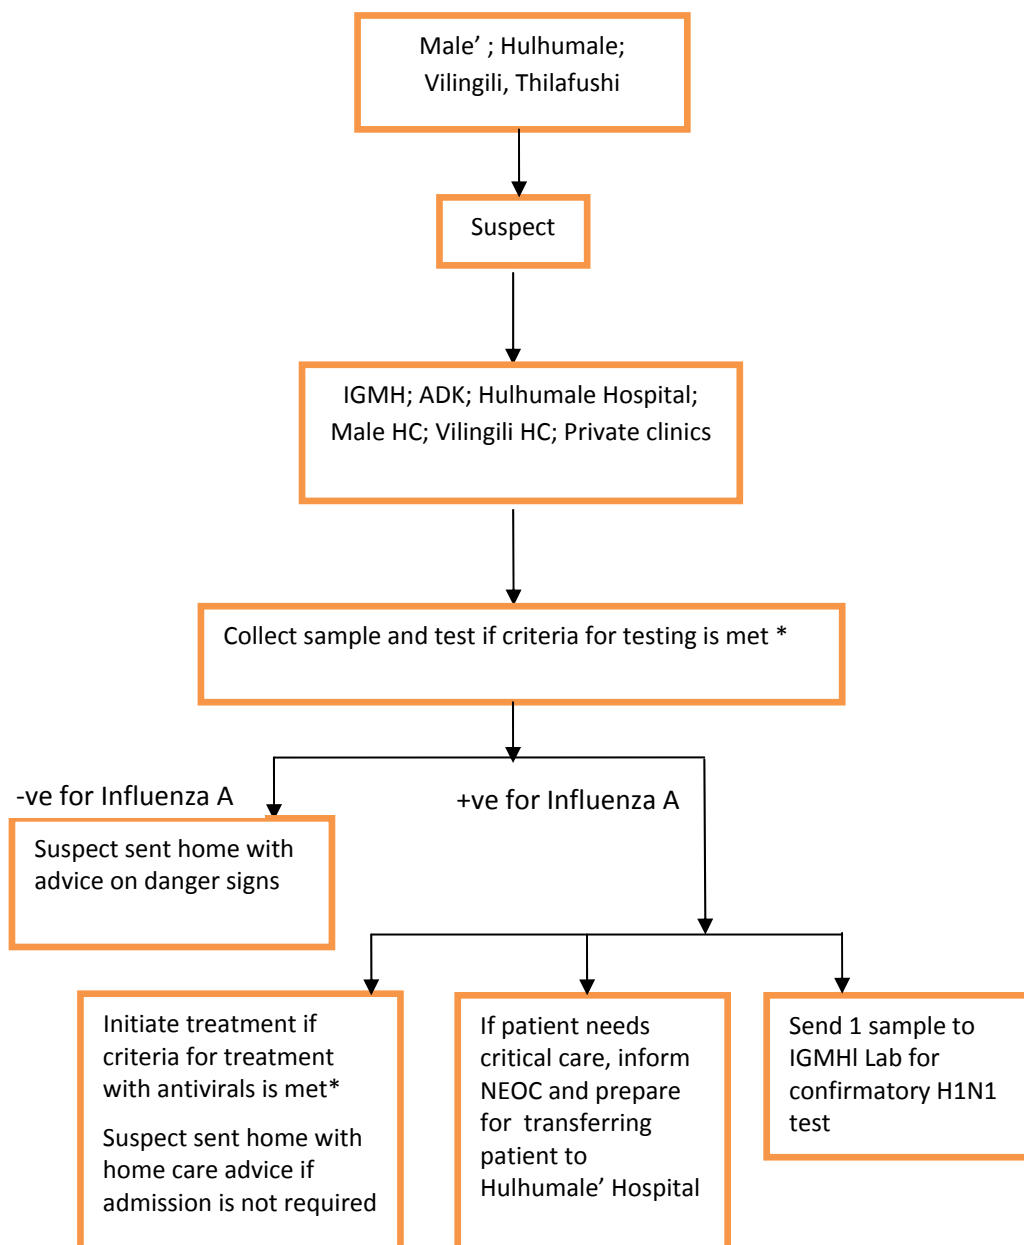 Male’ ; Hulhumale;
Vilingili, Thilafushi
Suspect
IGMH; ADK; Hulhumale Hospital;
Male HC; Vilingili HC; Private clinics
Collect sample and test if criteria for testing is met *
-ve for Influenza A
+ve for Influenza A
Suspect sent home with
advice on danger signs
Initiate treatment if
criteria for treatment
with antivirals is met*
Suspect sent home with
home care advice if
admission is not required
If patient needs
critical care, inform
NEOC and prepare
for transferring
patient to
Hulhumale’ Hospital
Send 1 sample to
IGMHl Lab for
confirmatory H1N1
test